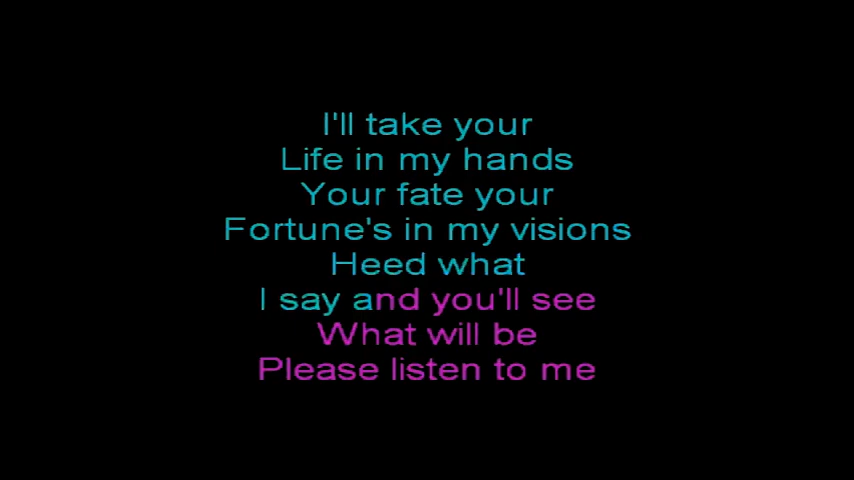 I'll take your
Life in my hands
Your fate your
Fortune's in my visions
Heed what
I say and you'll see
What will be
Please listen to me